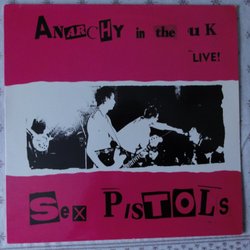 ANARCHY in the uK
"LIVE!
Sex PISTOLs